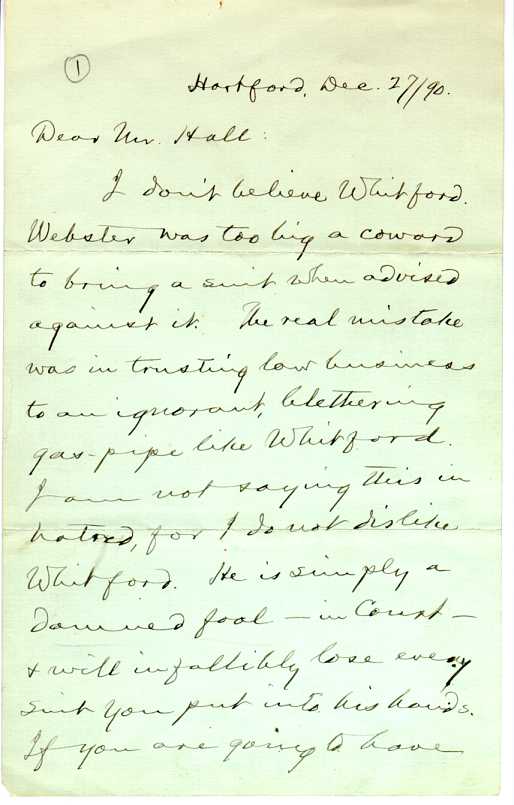 1
Hartford, Dec. 27/90.
Dear Mr. Hall:
I don't believe Whitford.
Webster was too big a coward
to bring a suit when advised
against it. The real mistake
was in trusting law business
to an ignorant, blethering
gas-pipe like Whitford.
I am not saying this in
hatred, for I do not dislike
Whitford. He is simply a
damned fool — in Court —
& will infallibly lose every
suit you put into his hands.
If you are going to have